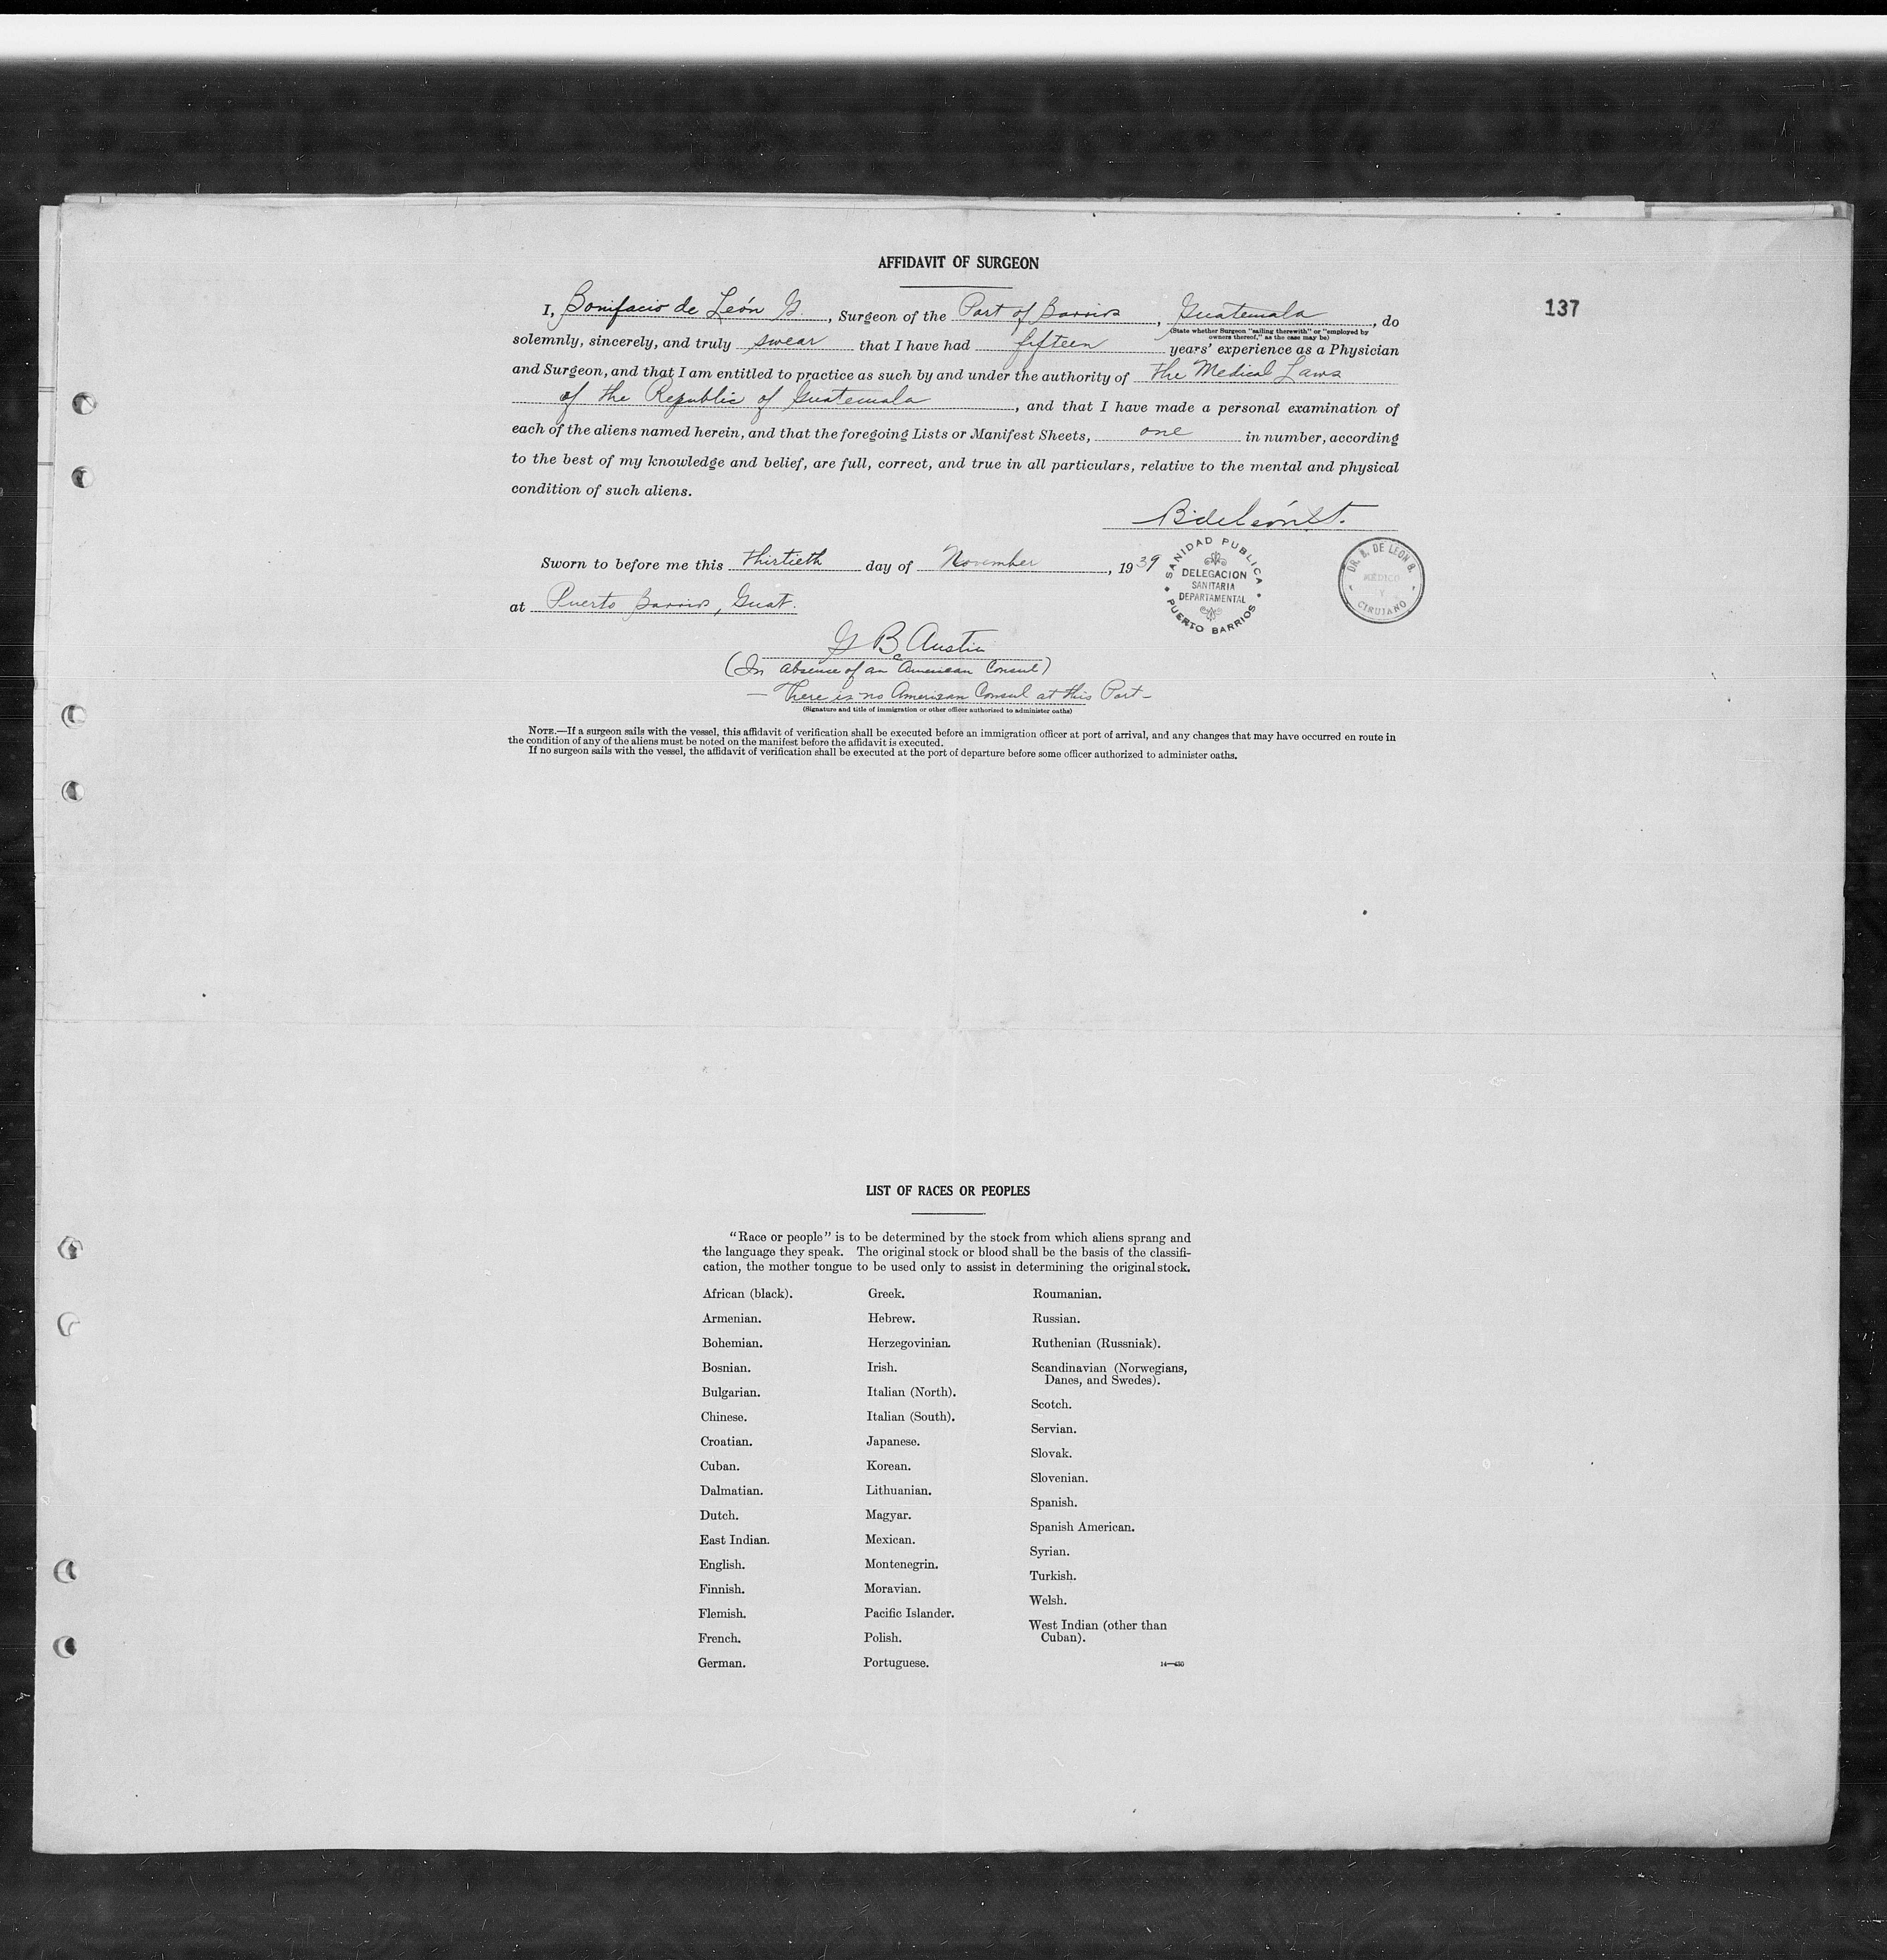 AFFIDAVIT OF SURGEON
137
I, Bonifacio de León G., Surgeon of the Port of Barrios, Guatemala, do
(State whether Surgeon "sailing therewith" or "employed by
owners thereof," as the case may be)
solemnly, sincerely, and truly swear that I have had fifteen years' experience as a Physician
and Surgeon, and that I am entitled to practice as such by and under the authority of the Medical Laws
of the Republic of Guatemala, and that I have made a personal examination of
each of the aliens named herein, and that the foregoing Lists or Manifest Sheets, one in number, according
to the best of my knowledge and belief, are full, correct, and true in all particulars, relative to the mental and physical
condition of such aliens.
B de León G.
Sworn to before me this thirtieth day of November, 1939
at Puerto Barrios, Guat.
SANIDAD PUBLICA
DELEGACION
SANITARIA
DEPARTAMENTAL
PUERTO BARRIOS
DR. B. DE LEON G.
MEDICO
Y
CIRUJANO
G B Austin
(In absence of an American Consul)
- There is no American Consul at this Port -
(Signature and title of immigration or other officer authorized to administer oaths)
NOTE.—If a surgeon sails with the vessel, this affidavit of verification shall be executed before an immigration officer at port of arrival, and any changes that may have occurred en route in
the condition of any of the aliens must be noted on the manifest before the affidavit is executed.
If no surgeon sails with the vessel, the affidavit of verification shall be executed at the port of departure before some officer authorized to administer oaths.
LIST OF RACES OR PEOPLES
"Race or people" is to be determined by the stock from which aliens sprang and
the language they speak. The original stock or blood shall be the basis of the classifi-
cation, the mother tongue to be used only to assist in determining the original stock.
African (black).
Armenian.
Bohemian.
Bosnian.
Bulgarian.
Chinese.
Croatian.
Cuban.
Dalmatian.
Dutch.
East Indian.
English.
Finnish.
Flemish.
French.
German.
Greek.
Hebrew.
Herzegovinian.
Irish.
Italian (North).
Italian (South).
Japanese.
Korean.
Lithuanian.
Magyar.
Mexican.
Montenegrin.
Moravian.
Pacific Islander.
Polish.
Portuguese.
Roumanian.
Russian.
Ruthenian (Russniak).
Scandinavian (Norwegians,
Danes, and Swedes).
Scotch.
Servian.
Slovak.
Slovenian.
Spanish.
Spanish American.
Syrian.
Turkish.
Welsh.
West Indian (other than
Cuban).